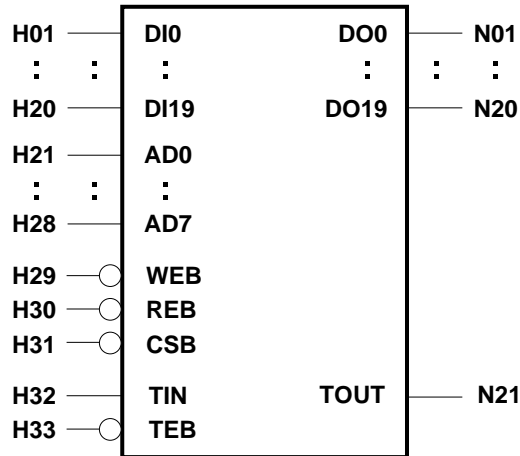 H01 DI0 DO0 N01
: : : : : :
H20 DI19 DO19 N20
H21 AD0
: : :
H28 AD7
H29 WEB
H30 REB
H31 CSB
H32 TIN TOUT N21
H33 TEB